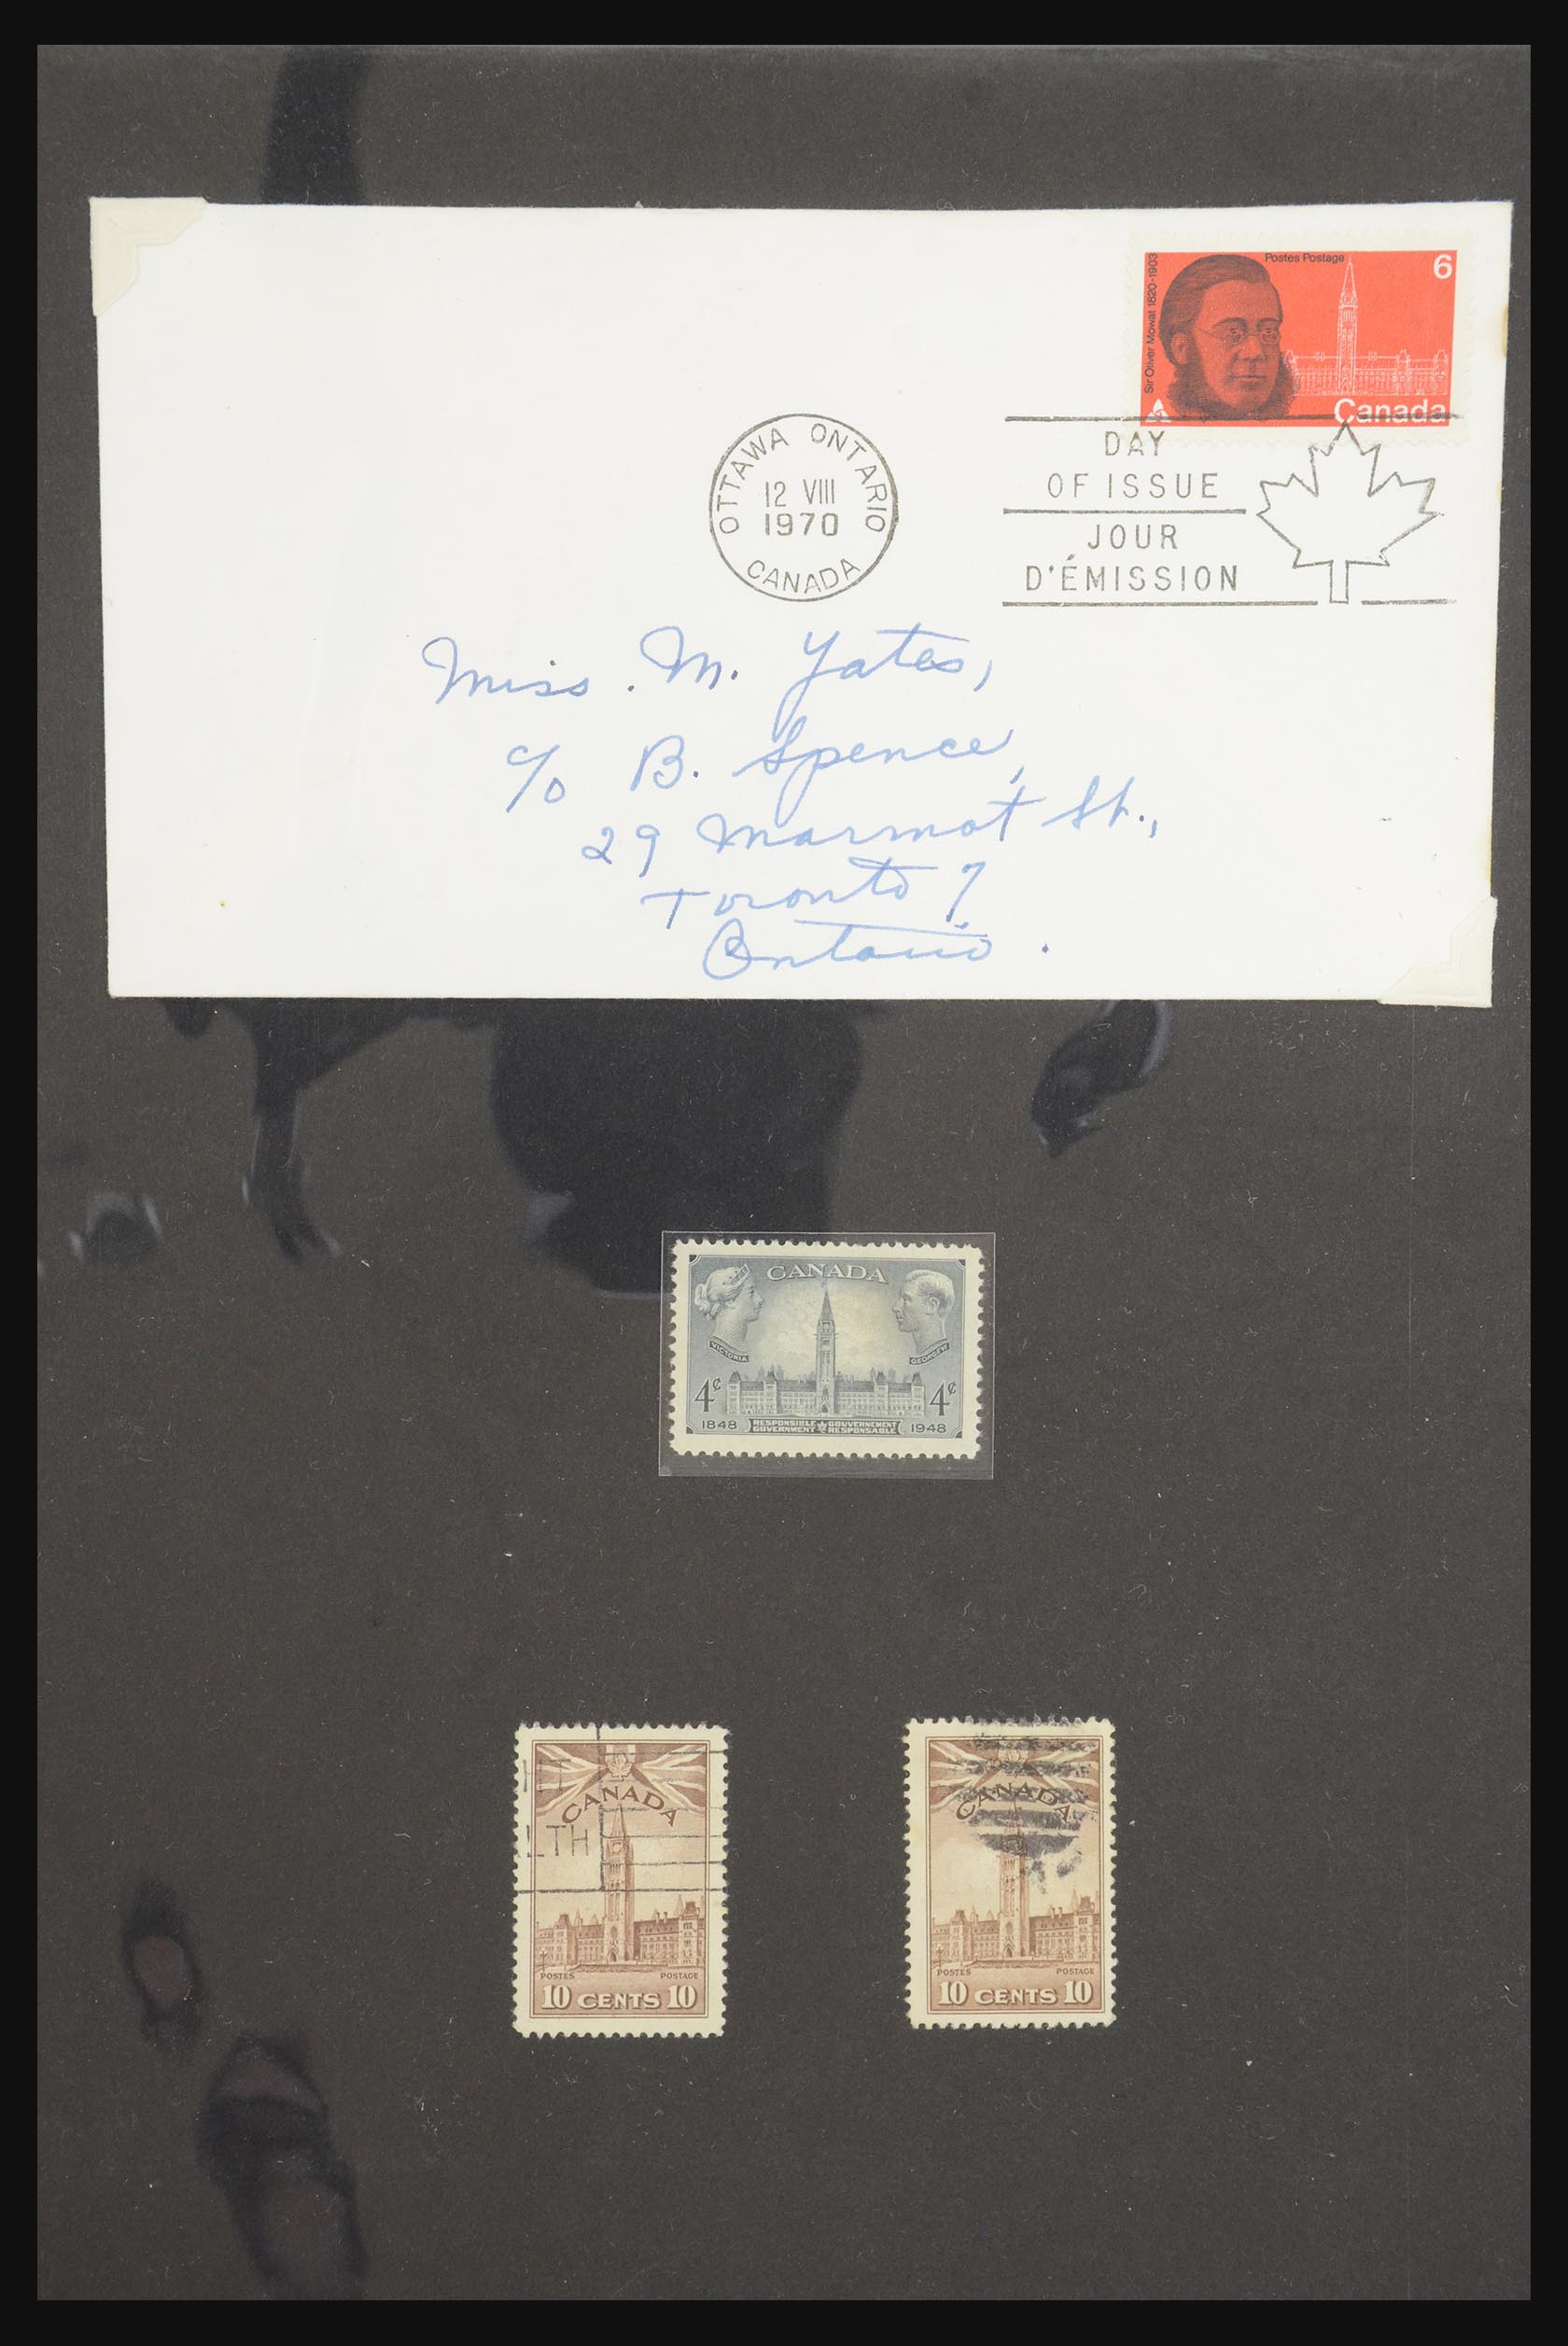 Postes Postage
6
Sir Oliver Mowat 1820-1903
Canada
OTTAWA ONTARIO
12 VIII
1970
CANADA
DAY
OF ISSUE
JOUR
D'ÉMISSION
Miss. M. Yates,
c/o B. Spence,
29 Marmot St.,
Toronto 7
Ontario.
CANADA
VICTORIA
GEORGE VI
4¢
4¢
1848
RESPONSIBLE GOUVERNEMENT
GOVERNMENT RESPONSABLE
1948
CANADA
LTH
POSTES
POSTAGE
10 CENTS 10
CANADA
POSTES
POSTAGE
10 CENTS 10